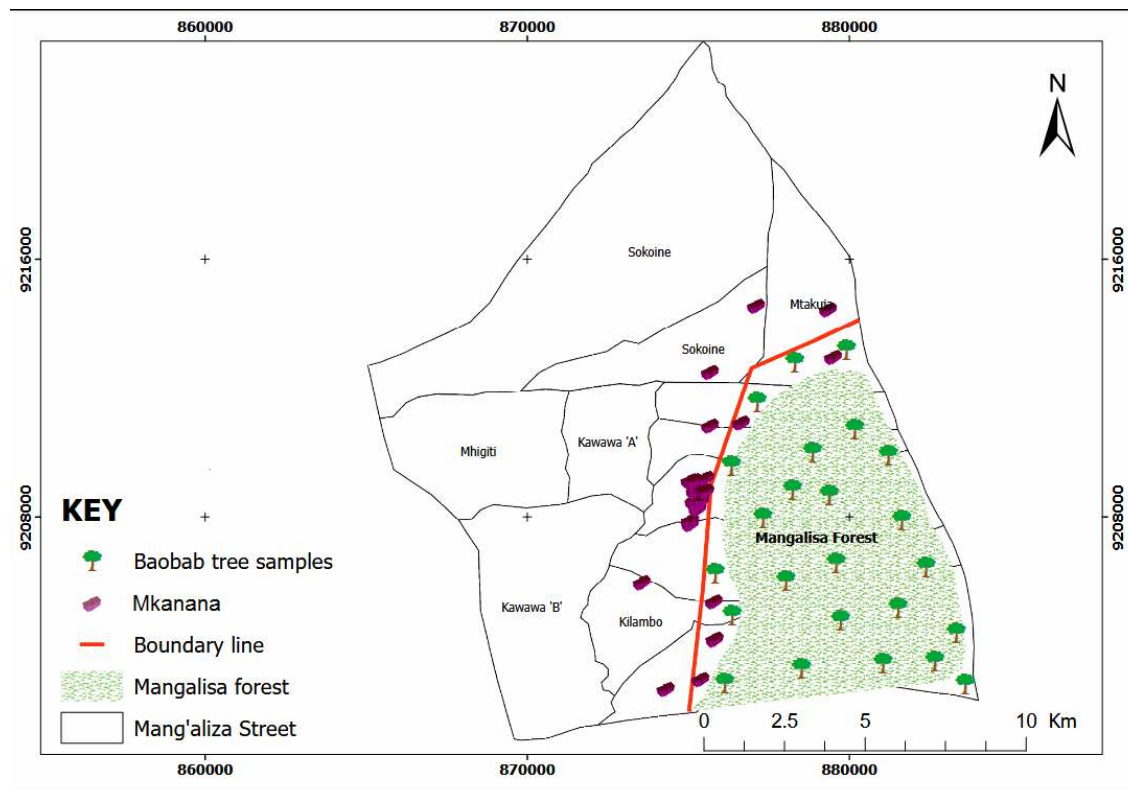 860000 870000 880000
N
9216000 9216000
Sokoine
Mtakuja
Sokoine
Mhigiti
Kawawa 'A'
9208000 9208000
KEY
Mangalisa Forest
Baobab tree samples
Mkanana
Kawawa 'B'
Kilambo
Boundary line
Mangalisa forest
Mang'aliza Street
0 2.5 5 10 Km
860000 870000 880000